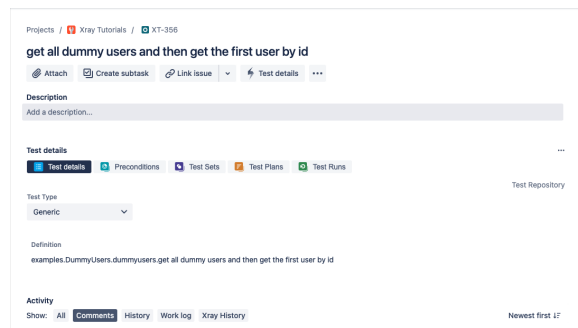 Projects / Xray Tutorials / XT-356
get all dummy users and then get the first user by id
Attach Create subtask Link issue Test details ...
Description
Add a description...
Test details ...
Test details Preconditions Test Sets Test Plans Test Runs
Test Repository
Test Type
Generic
Definition
examples.DummyUsers.dummyusers.get all dummy users and then get the first user by id
Activity
Show: All Comments History Work log Xray History Newest first